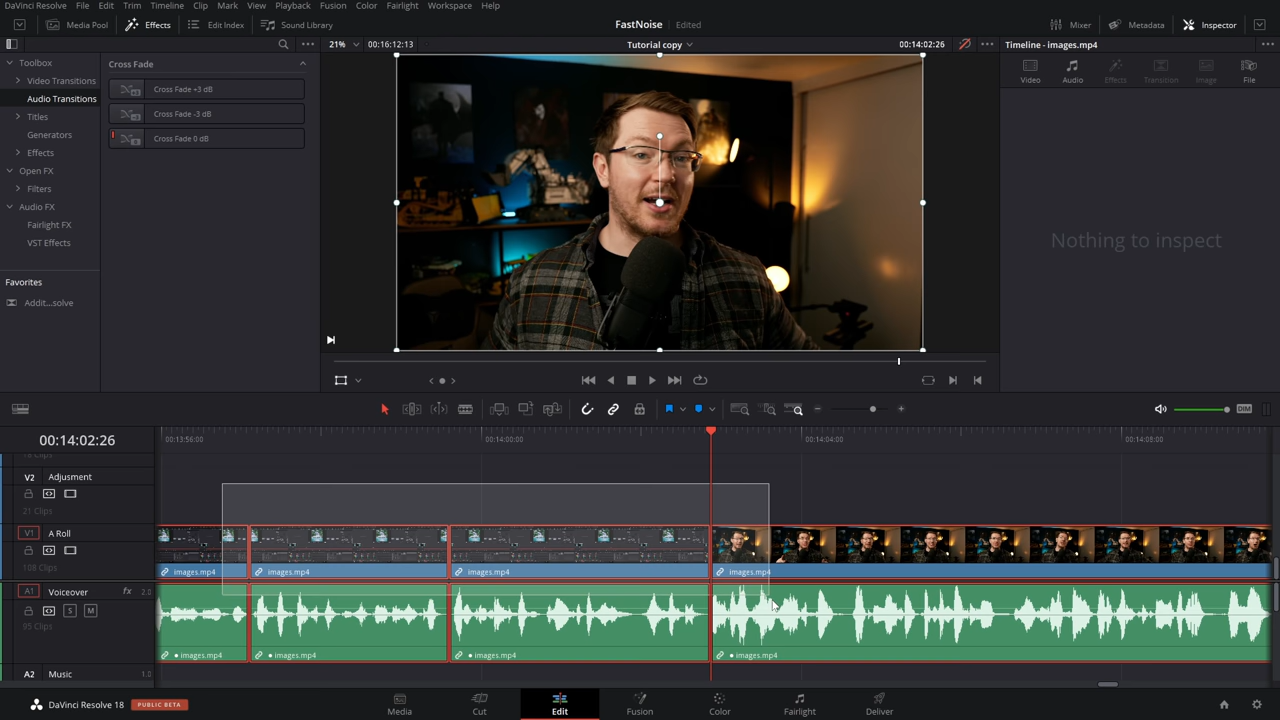 DaVinci Resolve File Edit Trim Timeline Clip Mark View Playback Fusion Color Fairlight Workspace Help
Media Pool Effects Edit Index Sound Library FastNoise Edited Mixer Metadata Inspector
21% 00:16:12:13 Tutorial copy 00:14:02:26 Timeline - images.mp4
Toolbox
Video Transitions
Audio Transitions
Titles
Generators
Effects
Open FX
Filters
Audio FX
Fairlight FX
VST Effects
Favorites
Addit...solve
Cross Fade
Cross Fade +3 dB
Cross Fade -3 dB
Cross Fade 0 dB
Video Audio Effects Transition Image File
Nothing to inspect
DIM
00:14:02:26
00:13:56:00 00:14:00:00 00:14:04:00 00:14:08:00
V2 Adjusment
21 Clips
V1 A Roll
108 Clips
images.mp4 images.mp4 images.mp4 images.mp4
A1 Voiceover fx 2.0
S M
95 Clips
images.mp4 images.mp4 images.mp4 images.mp4
A2 Music 1.0
DaVinci Resolve 18 PUBLIC BETA
Media Cut Edit Fusion Color Fairlight Deliver